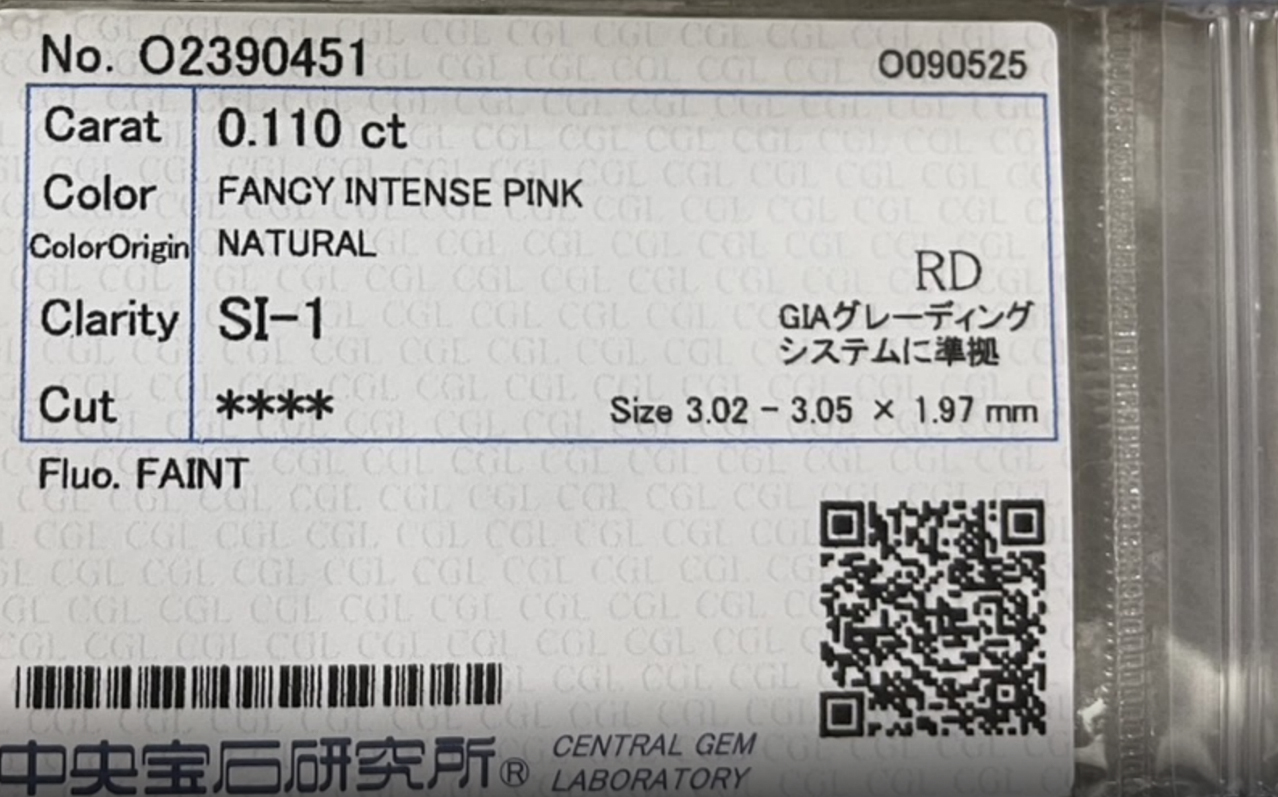 No. O2390451 O090525
Carat 0.110 ct
Color FANCY INTENSE PINK
ColorOrigin NATURAL
RD
Clarity SI-1 GIAグレーディング
システムに準拠
Cut **** Size 3.02 - 3.05 × 1.97 mm
Fluo. FAINT
中央宝石研究所® CENTRAL GEM
LABORATORY